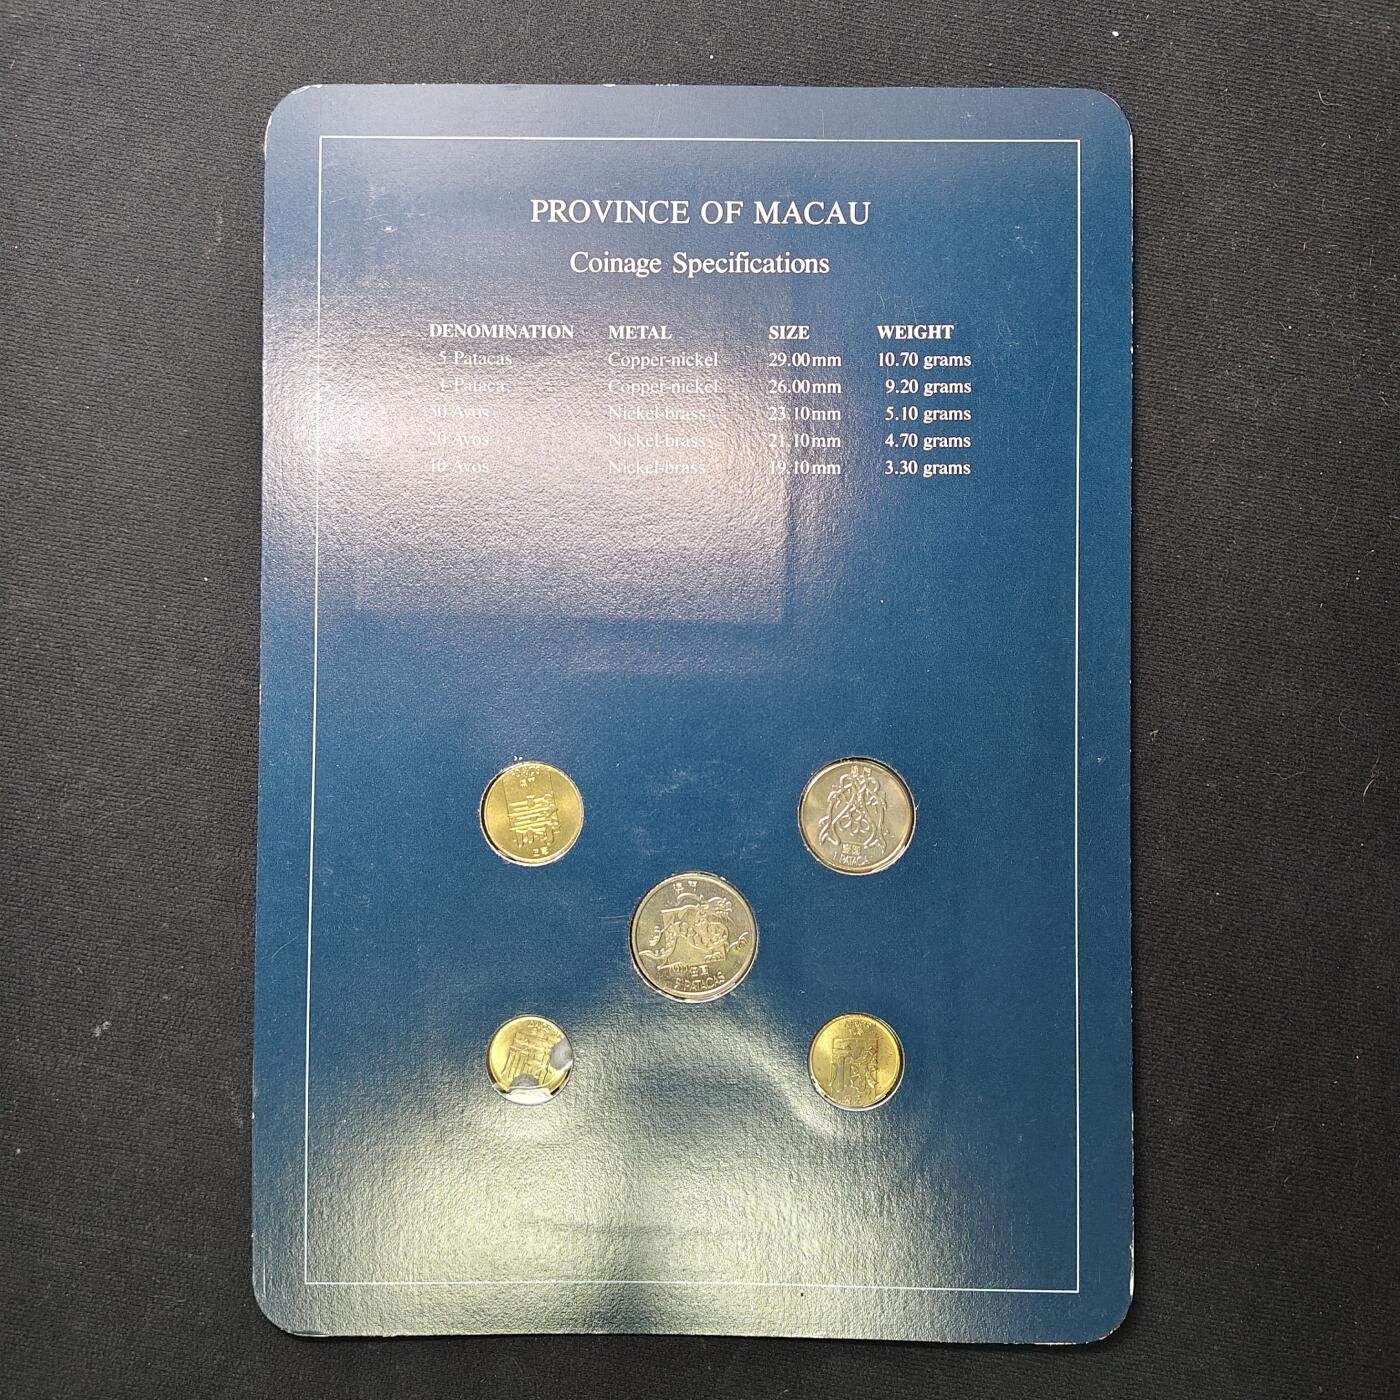 PROVINCE OF MACAU
Coinage Specifications
DENOMINATION METAL SIZE WEIGHT
5 Patacas Copper-nickel 29.00mm 10.70 grams
1 Pataca Copper-nickel 26.00mm 9.20 grams
50 Avos Nickel-brass 23.10mm 5.10 grams
20 Avos Nickel-brass 21.10mm 4.70 grams
10 Avos Nickel-brass 19.10mm 3.30 grams
1 PATACA
5 PATACAS